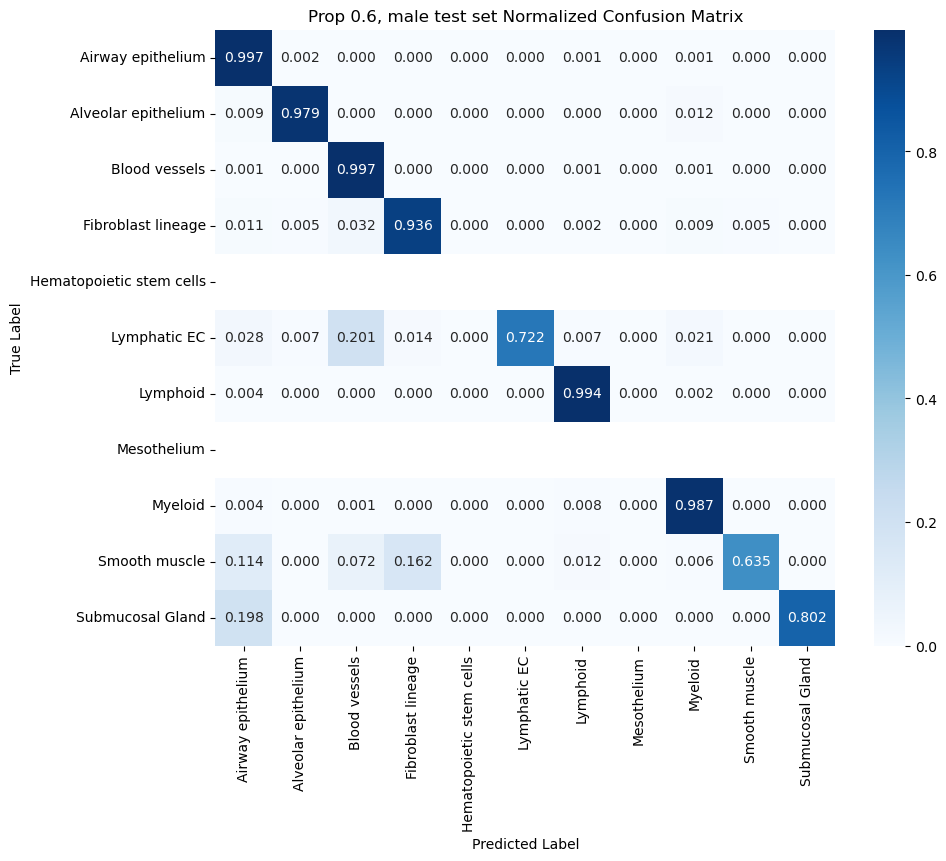 Prop 0.6, male test set Normalized Confusion Matrix
Airway epithelium 0.997 0.002 0.000 0.000 0.000 0.000 0.001 0.000 0.001 0.000 0.000
Alveolar epithelium 0.009 0.979 0.000 0.000 0.000 0.000 0.000 0.000 0.012 0.000 0.000
Blood vessels 0.001 0.000 0.997 0.000 0.000 0.000 0.001 0.000 0.001 0.000 0.000
Fibroblast lineage 0.011 0.005 0.032 0.936 0.000 0.000 0.002 0.000 0.009 0.005 0.000
Hematopoietic stem cells
Lymphatic EC 0.028 0.007 0.201 0.014 0.000 0.722 0.007 0.000 0.021 0.000 0.000
Lymphoid 0.004 0.000 0.000 0.000 0.000 0.000 0.994 0.000 0.002 0.000 0.000
Mesothelium
Myeloid 0.004 0.000 0.001 0.000 0.000 0.000 0.008 0.000 0.987 0.000 0.000
Smooth muscle 0.114 0.000 0.072 0.162 0.000 0.000 0.012 0.000 0.006 0.635 0.000
Submucosal Gland 0.198 0.000 0.000 0.000 0.000 0.000 0.000 0.000 0.000 0.000 0.802
True Label
Airway epithelium
Alveolar epithelium
Blood vessels
Fibroblast lineage
Hematopoietic stem cells
Lymphatic EC
Lymphoid
Mesothelium
Myeloid
Smooth muscle
Submucosal Gland
Predicted Label
0.8
0.6
0.4
0.2
0.0